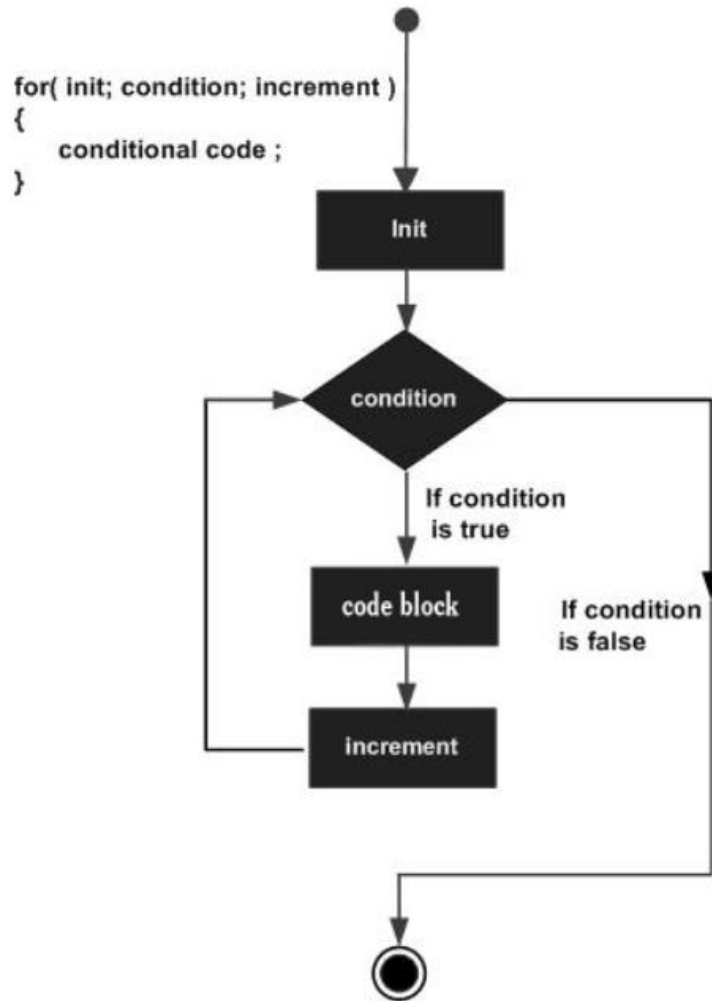 for( init; condition; increment )
{
conditional code ;
}
Init
condition
If condition
is true
code block
If condition
is false
increment